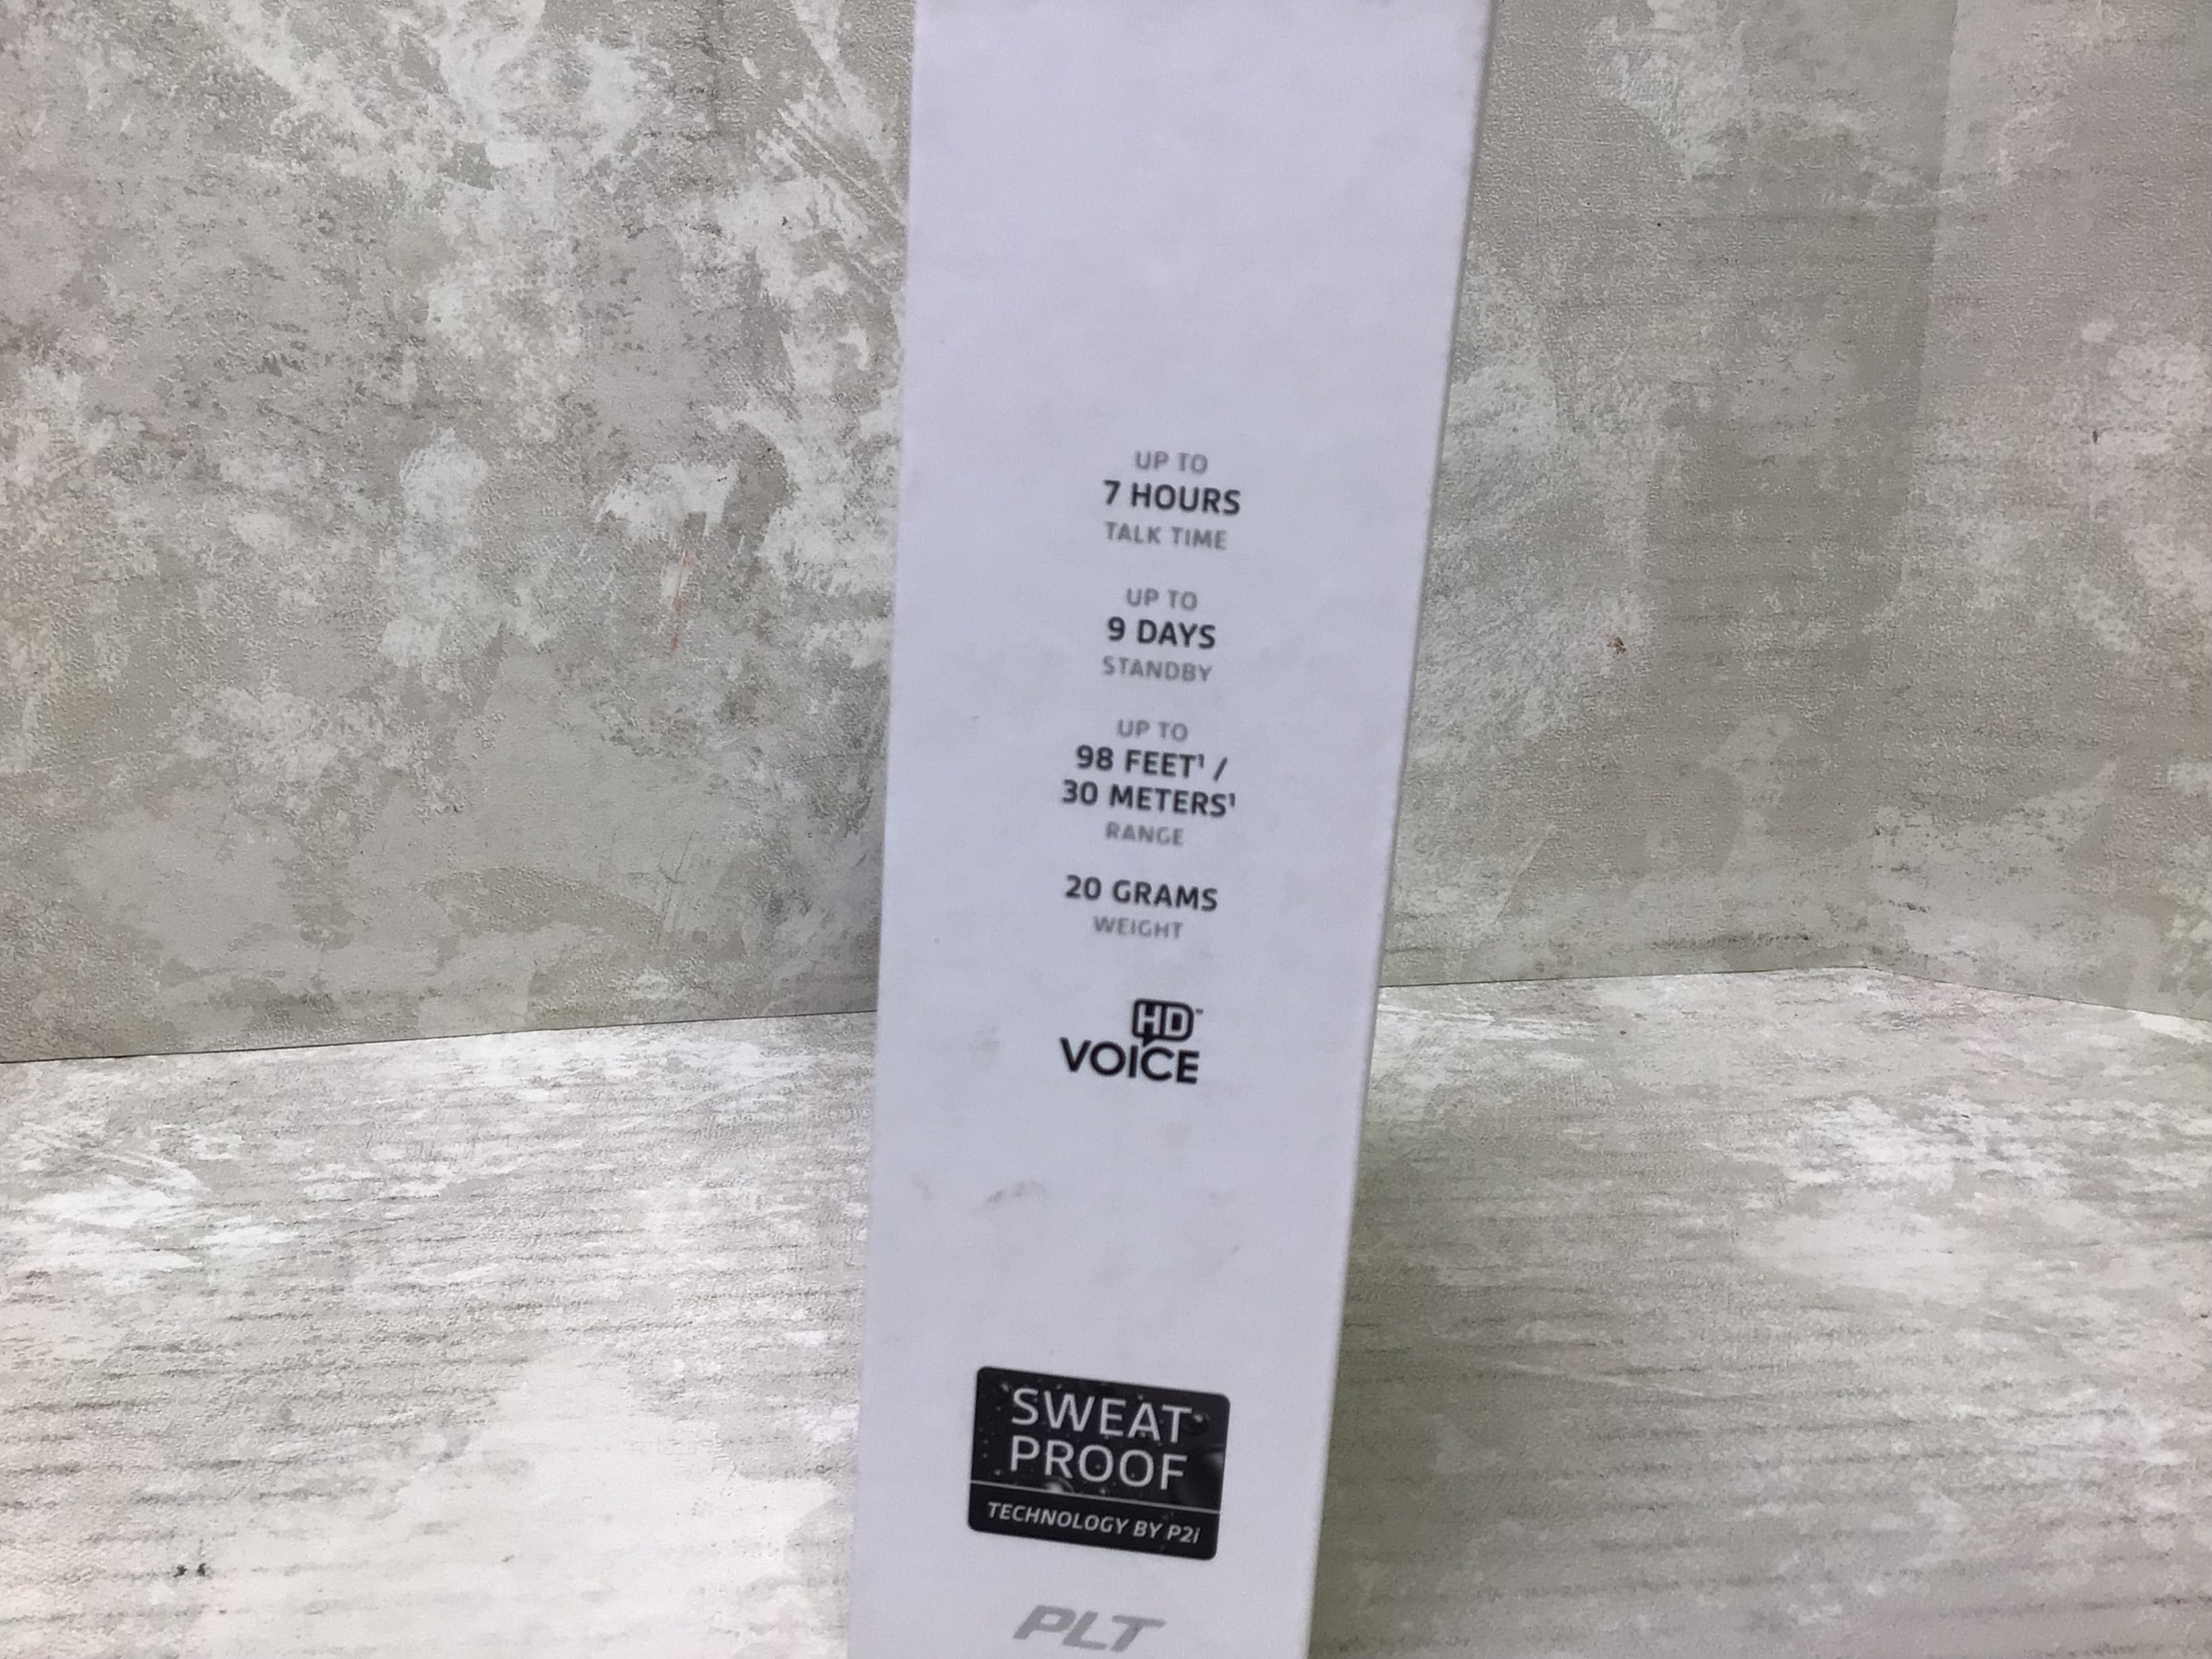 UP TO
7 HOURS
TALK TIME
UP TO
9 DAYS
STANDBY
UP TO
98 FEET¹ /
30 METERS¹
RANGE
20 GRAMS
WEIGHT
HD™
VOICE
SWEAT
PROOF
TECHNOLOGY BY P2i
PLT